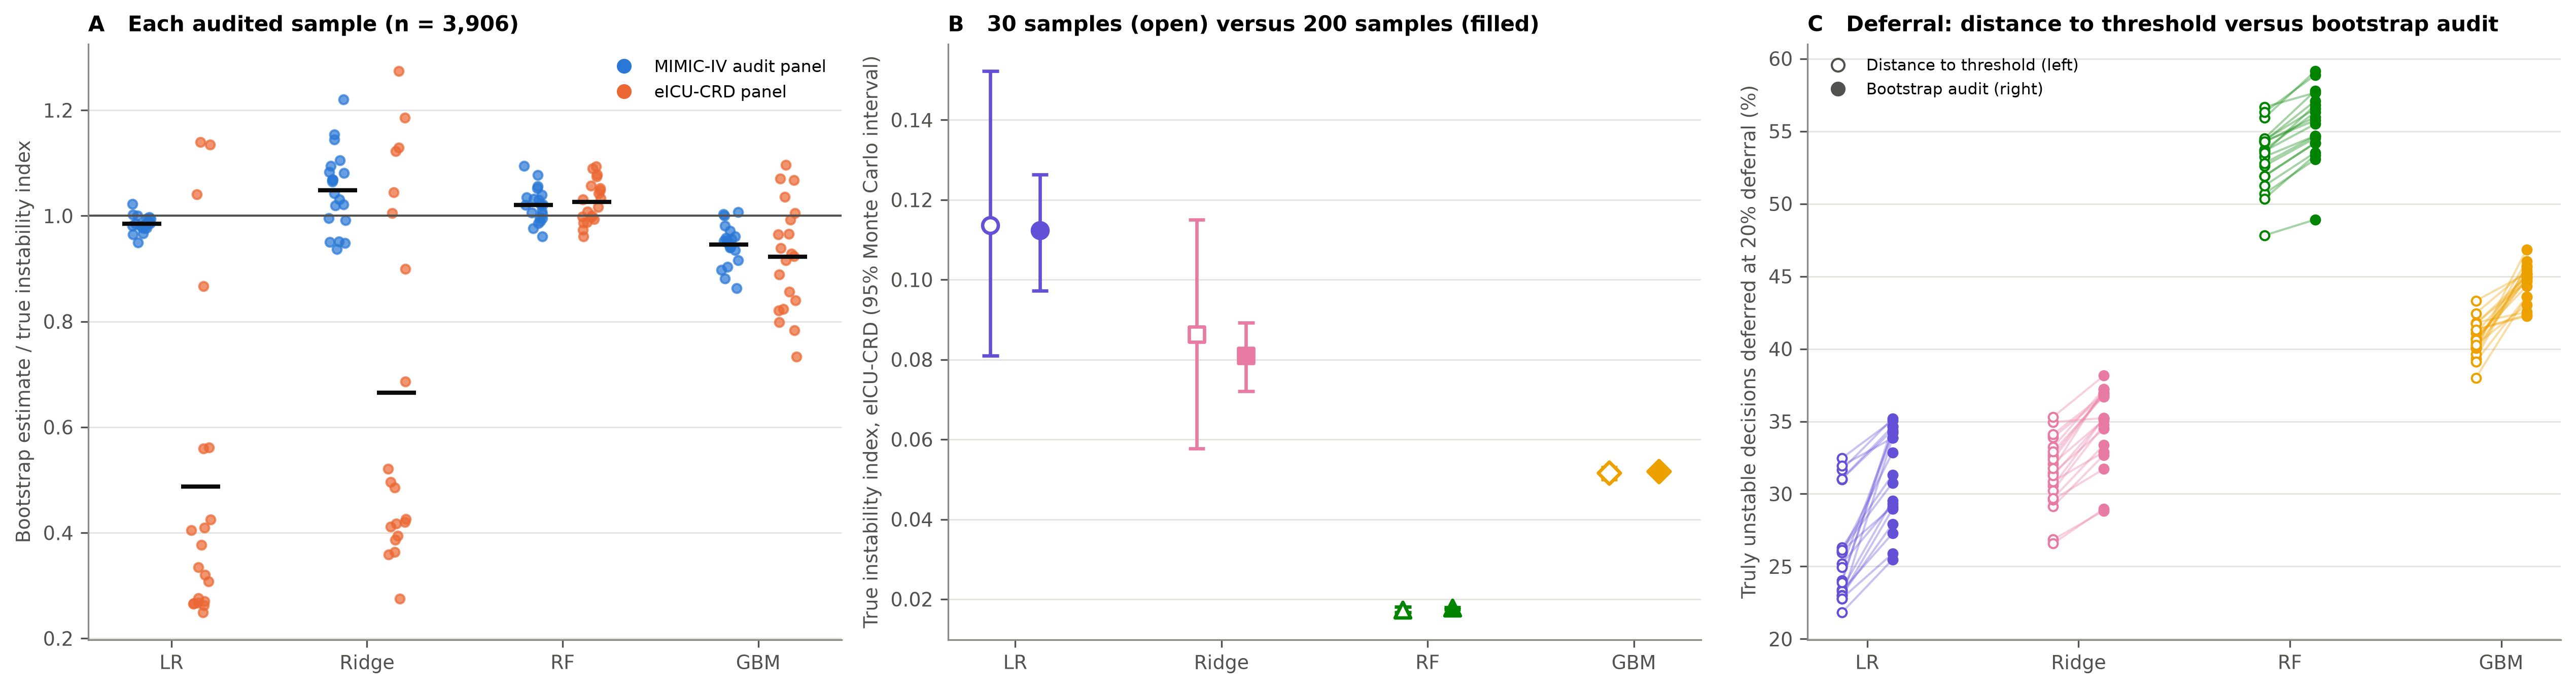 A Each audited sample (n = 3,906)
MIMIC-IV audit panel
eICU-CRD panel
Bootstrap estimate / true instability index
1.2
1.0
0.8
0.6
0.4
0.2
LR
Ridge
RF
GBM
B 30 samples (open) versus 200 samples (filled)
True instability index, eICU-CRD (95% Monte Carlo interval)
0.14
0.12
0.10
0.08
0.06
0.04
0.02
LR
Ridge
RF
GBM
C Deferral: distance to threshold versus bootstrap audit
Distance to threshold (left)
Bootstrap audit (right)
Truly unstable decisions deferred at 20% deferral (%)
60
55
50
45
40
35
30
25
20
LR
Ridge
RF
GBM